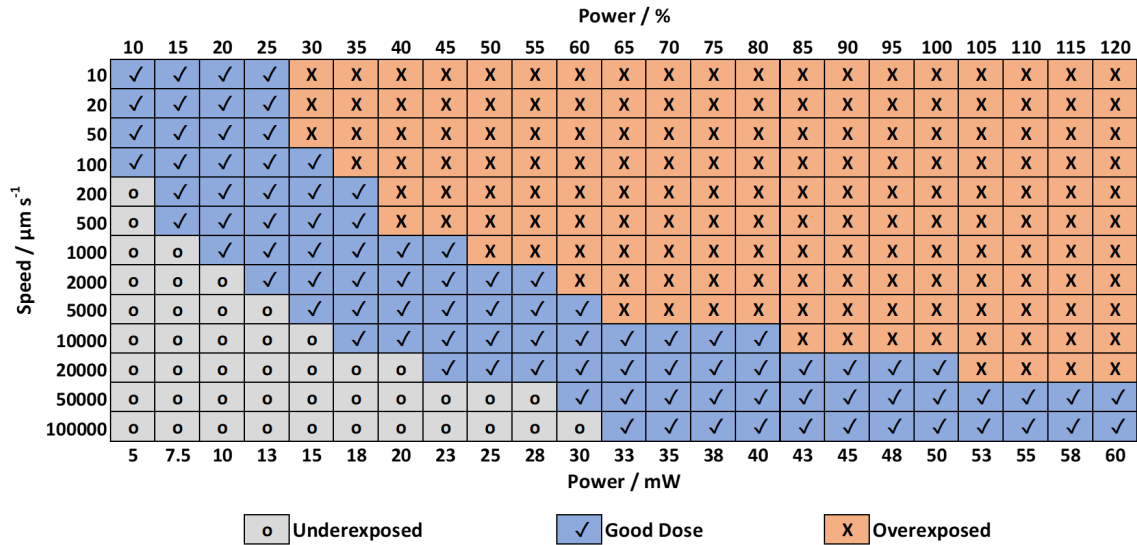 Power / %
10 15 20 25 30 35 40 45 50 55 60 65 70 75 80 85 90 95 100 105 110 115 120
10 ✓ ✓ ✓ ✓ X X X X X X X X X X X X X X X X X X X
20 ✓ ✓ ✓ ✓ X X X X X X X X X X X X X X X X X X X
50 ✓ ✓ ✓ ✓ X X X X X X X X X X X X X X X X X X X
100 ✓ ✓ ✓ ✓ ✓ X X X X X X X X X X X X X X X X X X
200 o ✓ ✓ ✓ ✓ ✓ X X X X X X X X X X X X X X X X X
500 o ✓ ✓ ✓ ✓ ✓ X X X X X X X X X X X X X X X X X
1000 o o ✓ ✓ ✓ ✓ ✓ ✓ X X X X X X X X X X X X X X X
2000 o o o ✓ ✓ ✓ ✓ ✓ ✓ ✓ X X X X X X X X X X X X X
5000 o o o o ✓ ✓ ✓ ✓ ✓ ✓ ✓ X X X X X X X X X X X X
10000 o o o o o ✓ ✓ ✓ ✓ ✓ ✓ ✓ ✓ ✓ ✓ X X X X X X X X
20000 o o o o o o o ✓ ✓ ✓ ✓ ✓ ✓ ✓ ✓ ✓ ✓ ✓ ✓ X X X X
50000 o o o o o o o o o o ✓ ✓ ✓ ✓ ✓ ✓ ✓ ✓ ✓ ✓ ✓ ✓ ✓
100000 o o o o o o o o o o o ✓ ✓ ✓ ✓ ✓ ✓ ✓ ✓ ✓ ✓ ✓ ✓
Speed / µm s⁻¹
5 7.5 10 13 15 18 20 23 25 28 30 33 35 38 40 43 45 48 50 53 55 58 60
Power / mW
o Underexposed ✓ Good Dose X Overexposed